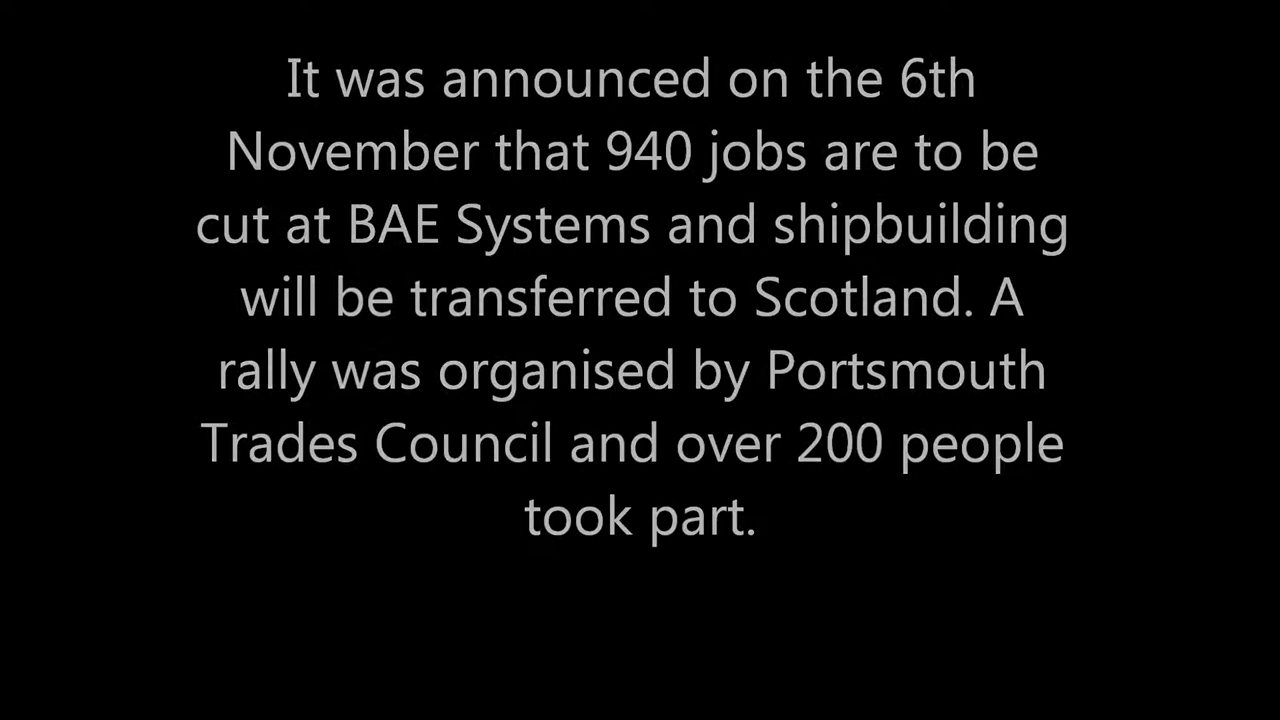 It was announced on the 6th
November that 940 jobs are to be
cut at BAE Systems and shipbuilding
will be transferred to Scotland. A
rally was organised by Portsmouth
Trades Council and over 200 people
took part.